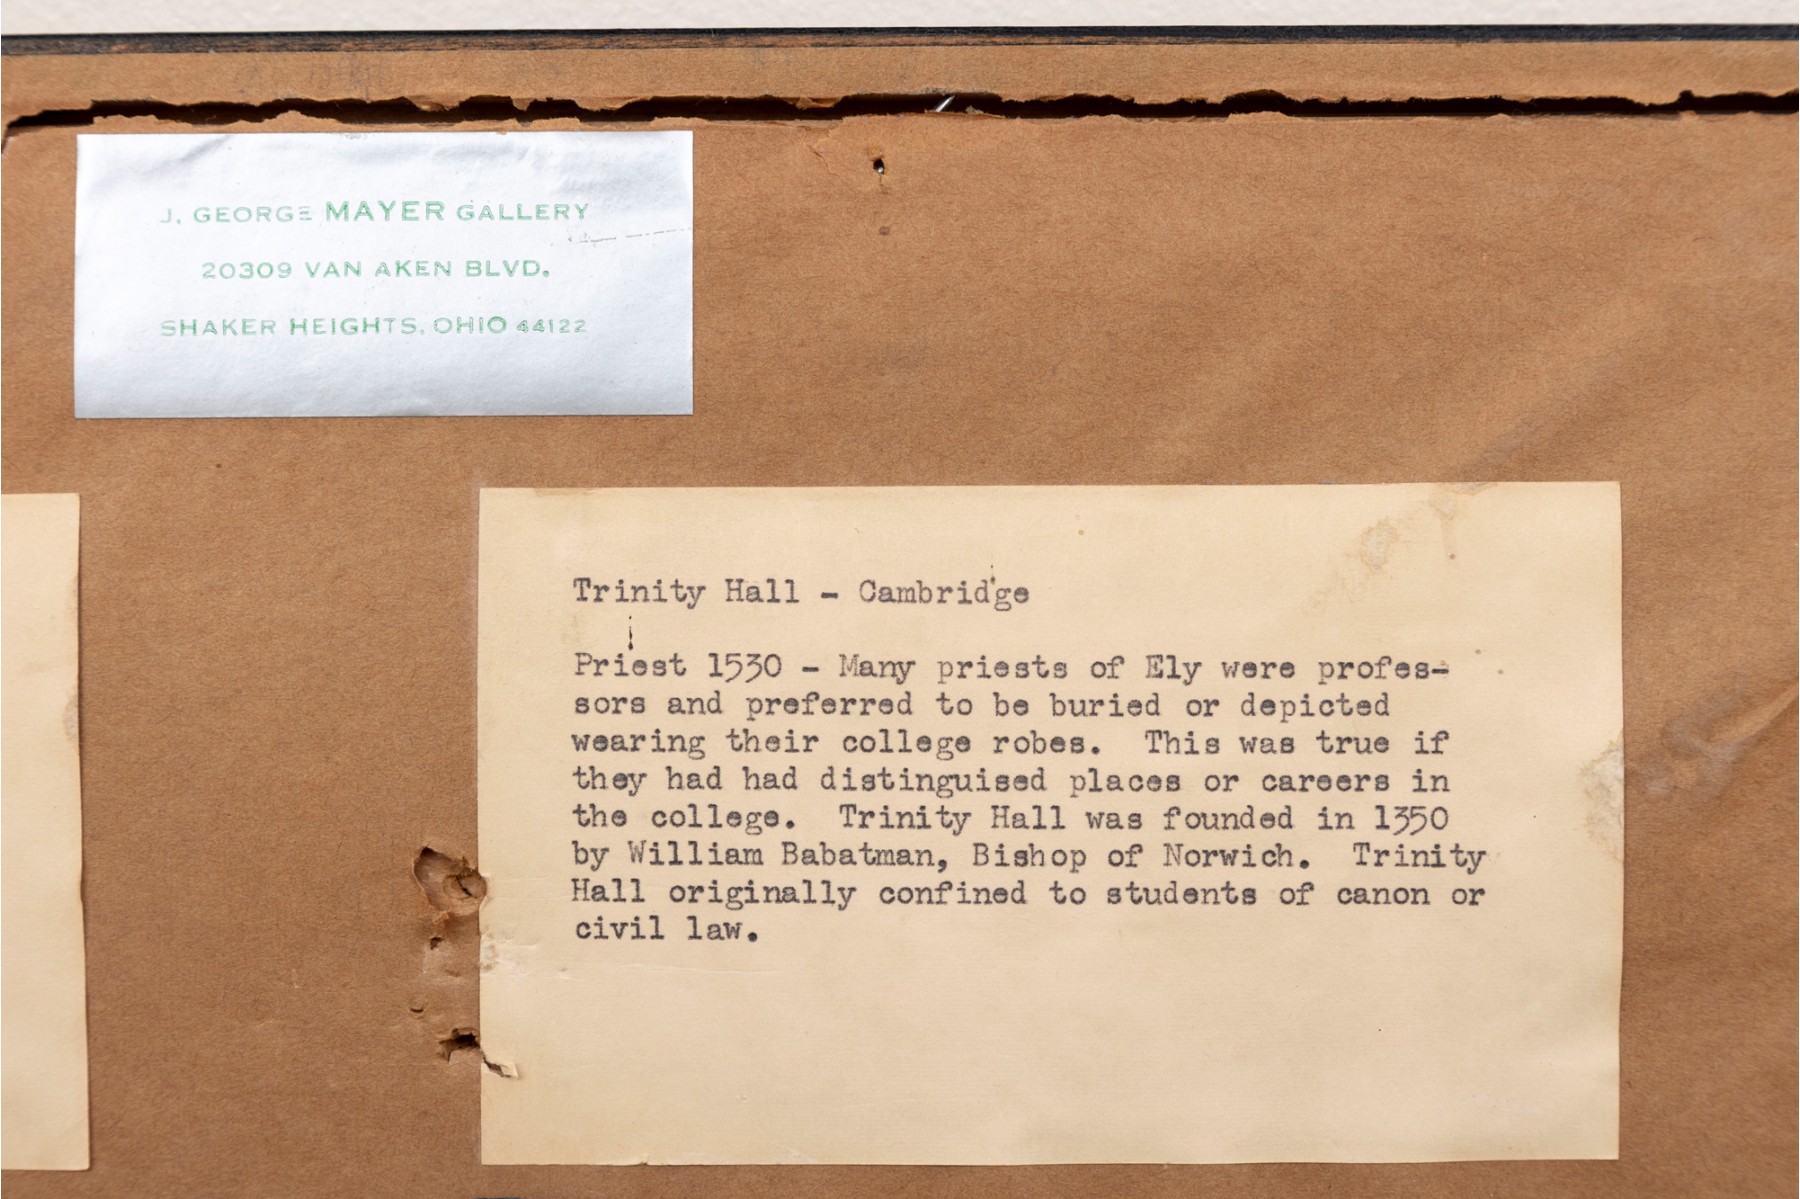 J. GEORGE MAYER GALLERY
20309 VAN AKEN BLVD.
SHAKER HEIGHTS, OHIO 44122
Trinity Hall - Cambridge
Priest 1530 - Many priests of Ely were profes-
sors and preferred to be buried or depicted
wearing their college robes.  This was true if
they had had distinguised places or careers in
the college.  Trinity Hall was founded in 1350
by William Babatman, Bishop of Norwich.  Trinity
Hall originally confined to students of canon or
civil law.